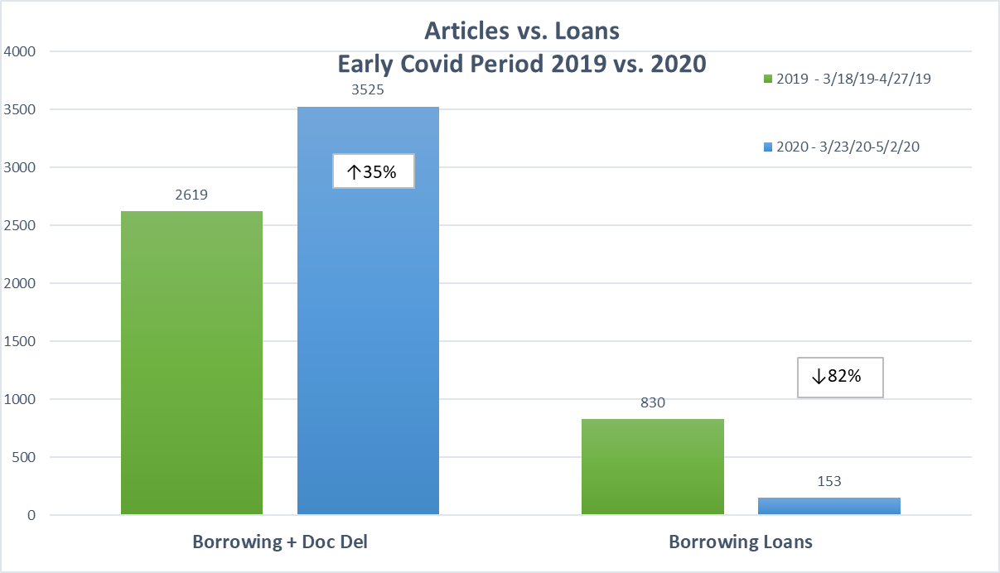 Articles vs. Loans
Early Covid Period 2019 vs. 2020
2019 - 3/18/19-4/27/19
2020 - 3/23/20-5/2/20
4000
3500
3000
2500
2000
1500
1000
500
0
2619
3525
↑35%
830
153
↓82%
Borrowing + Doc Del
Borrowing Loans